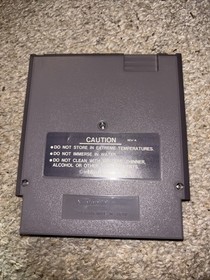 CAUTION
●DO NOT STORE IN EXTREME TEMPERATURES.
●DO NOT IMMERSE IN WATER.
●DO NOT CLEAN WITH THINNER,
ALCOHOL OR OTHER